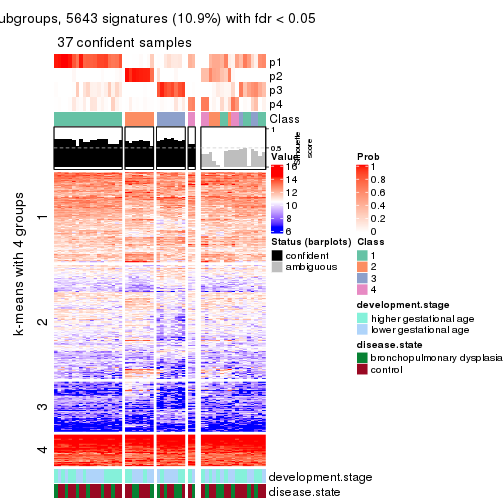 ubgroups, 5643 signatures (10.9%) with fdr < 0.05
37 confident samples
p1
p2
p3
p4
Class
1
0.5
0
Silhouette
score
k-means with 4 groups
1
2
3
4
Value
16
14
12
10
8
6
Status (barplots)
confident
ambiguous
Prob
1
0.8
0.6
0.4
0.2
0
Class
1
2
3
4
development.stage
higher gestational age
lower gestational age
disease.state
bronchopulmonary dysplasia
control
development.stage
disease.state